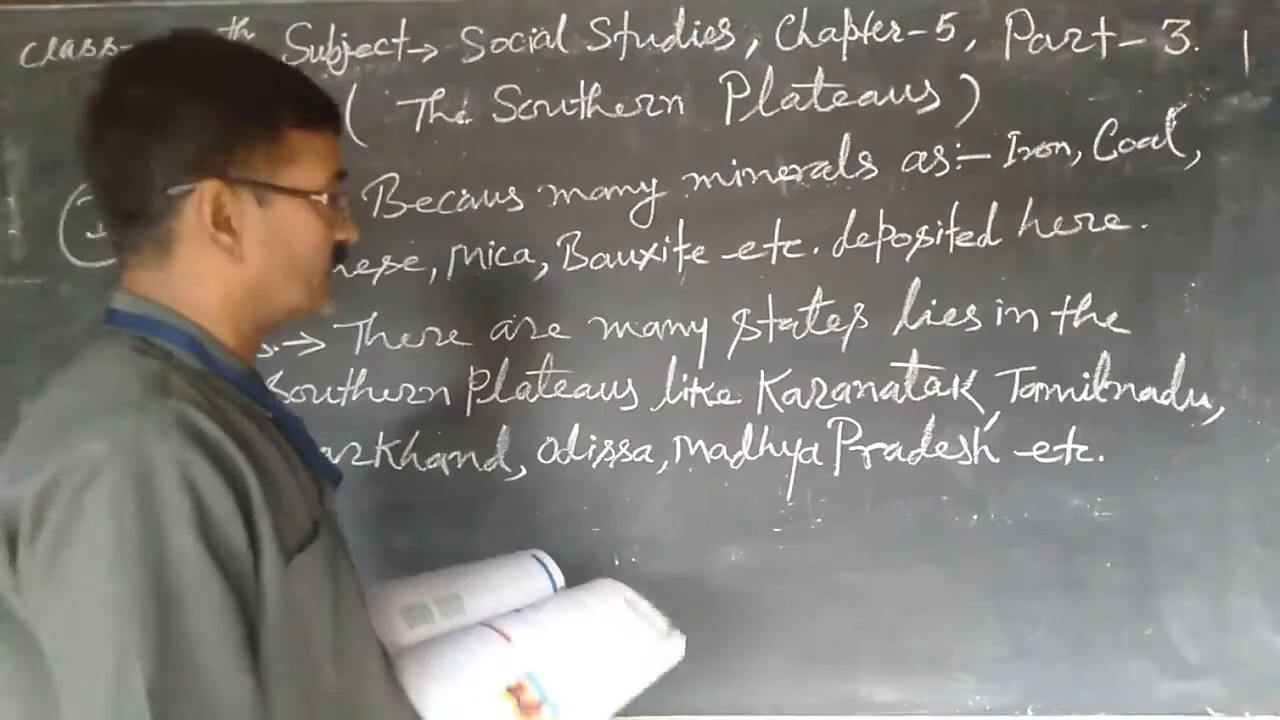 Class- th Subject→ Social Studies, Chapter-5, Part-3.
( The Southern Plateaus )
Becaus many minerals as:- Iron, Coal,
nese, Mica, Bauxite etc. deposited here.
s.→ There are many states lies in the
Southern Plateaus like Karanatak, Tamilnadu,
arkhand, Odissa, Madhya Pradesh etc.